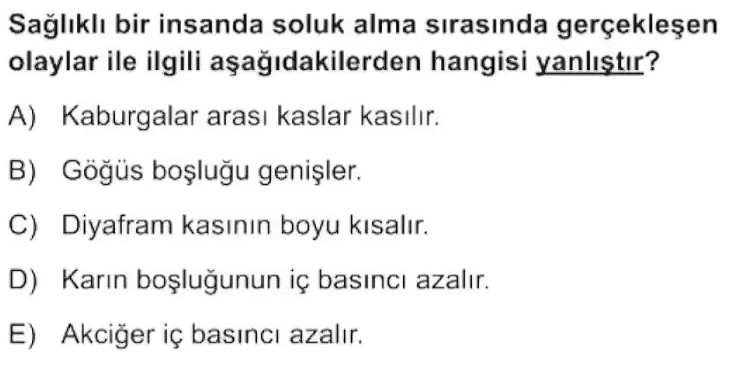 Sağlıklı bir insanda soluk alma sırasında gerçekleşen
olaylar ile ilgili aşağıdakilerden hangisi yanlıştır?
A) Kaburgalar arası kaslar kasılır.
B) Göğüs boşluğu genişler.
C) Diyafram kasının boyu kısalır.
D) Karın boşluğunun iç basıncı azalır.
E) Akciğer iç basıncı azalır.